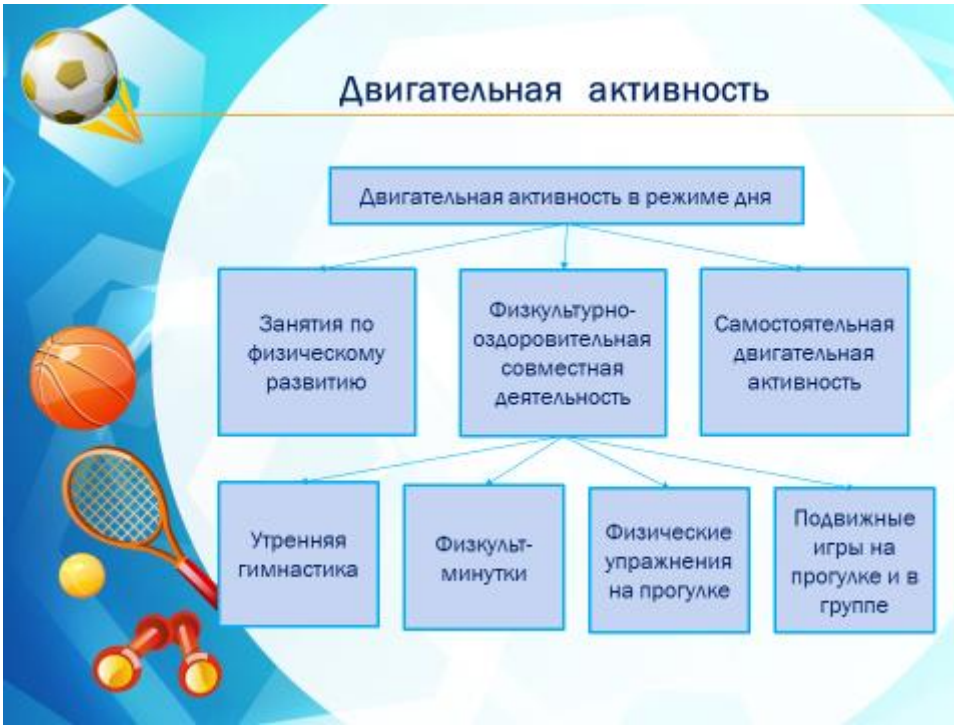 Двигательная активность
Двигательная активность в режиме дня
Занятия по
физическому
развитию
Физкультурно-
оздоровительная
совместная
деятельность
Самостоятельная
двигательная
активность
Утренняя
гимнастика
Физкульт-
минутки
Физические
упражнения
на прогулке
Подвижные
игры на
прогулке и в
группе